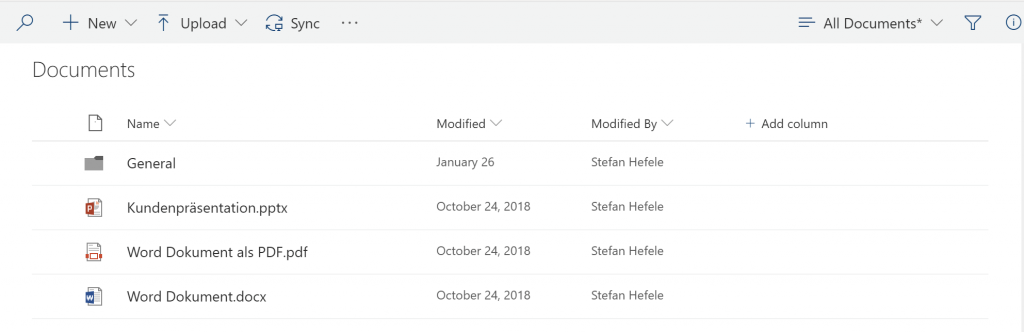 New Upload Sync ··· All Documents*
Documents
Name Modified Modified By + Add column
General January 26 Stefan Hefele
Kundenpräsentation.pptx October 24, 2018 Stefan Hefele
Word Dokument als PDF.pdf October 24, 2018 Stefan Hefele
Word Dokument.docx October 24, 2018 Stefan Hefele